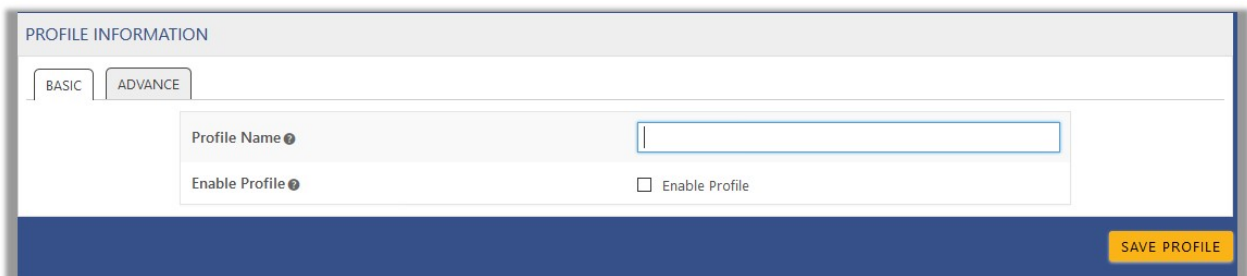 PROFILE INFORMATION
BASIC ADVANCE
Profile Name
Enable Profile Enable Profile
SAVE PROFILE